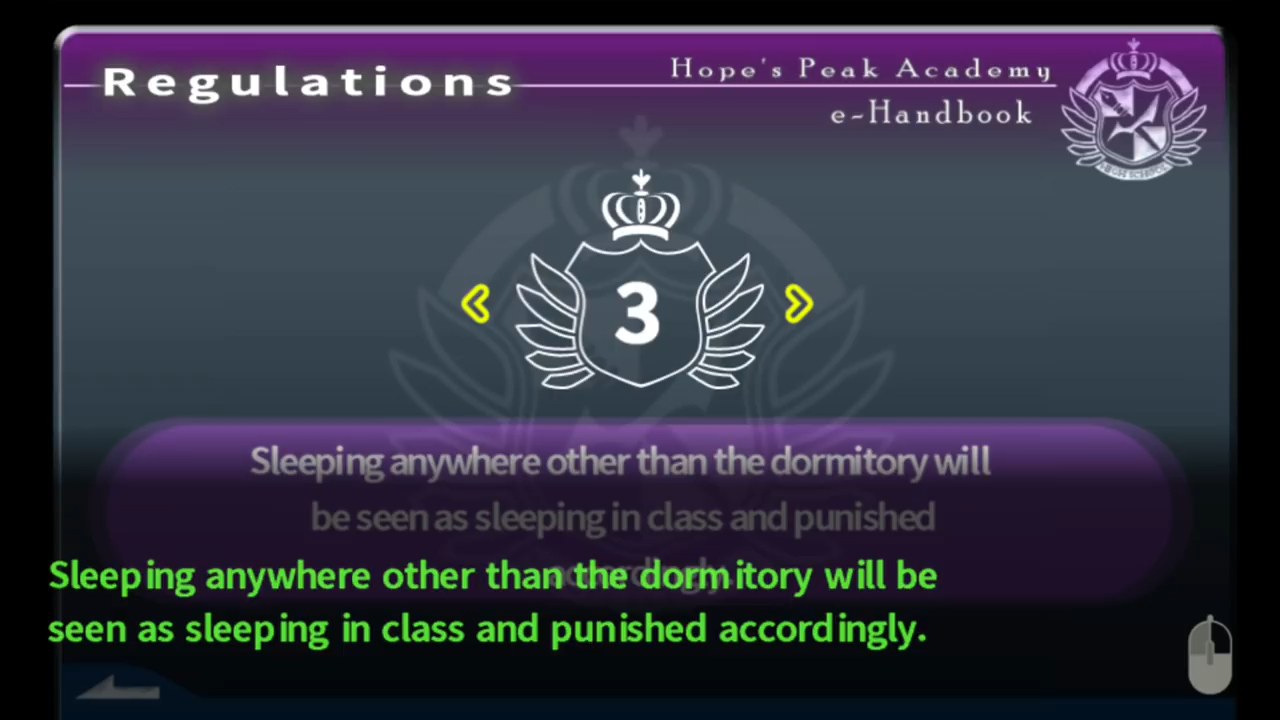 Regulations
Hope's Peak Academy
e-Handbook
3
Sleeping anywhere other than the dormitory will
be seen as sleeping in class and punished
accordingly.
Sleeping anywhere other than the dormitory will be
seen as sleeping in class and punished accordingly.